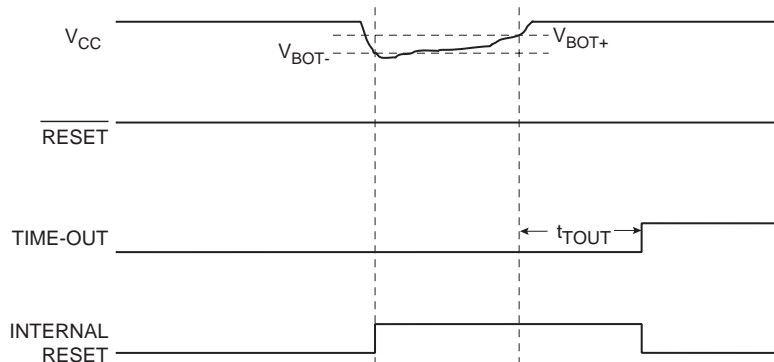 VCC
VBOT-
VBOT+
RESET
TIME-OUT
tTOUT
INTERNAL
RESET